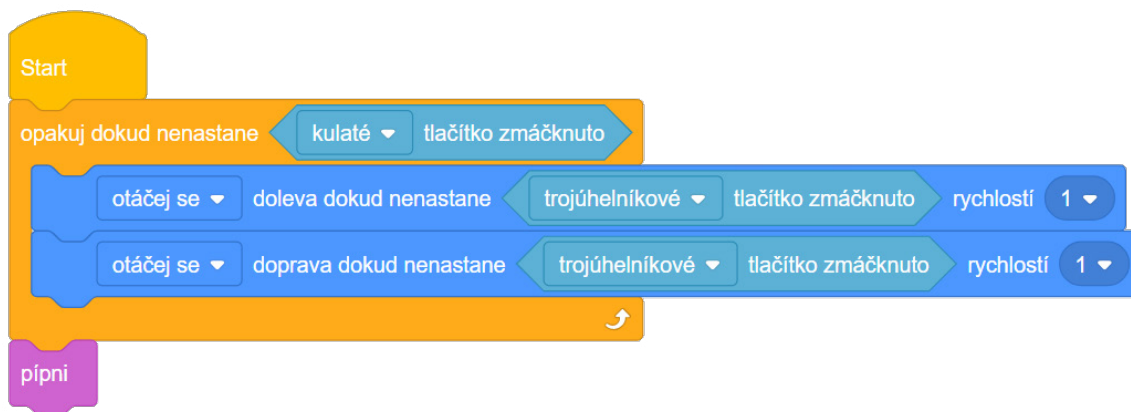 Start
opakuj dokud nenastane kulaté tlačítko zmáčknuto
otáčej se doleva dokud nenastane trojúhelníkové tlačítko zmáčknuto rychlostí 1
otáčej se doprava dokud nenastane trojúhelníkové tlačítko zmáčknuto rychlostí 1
pípni